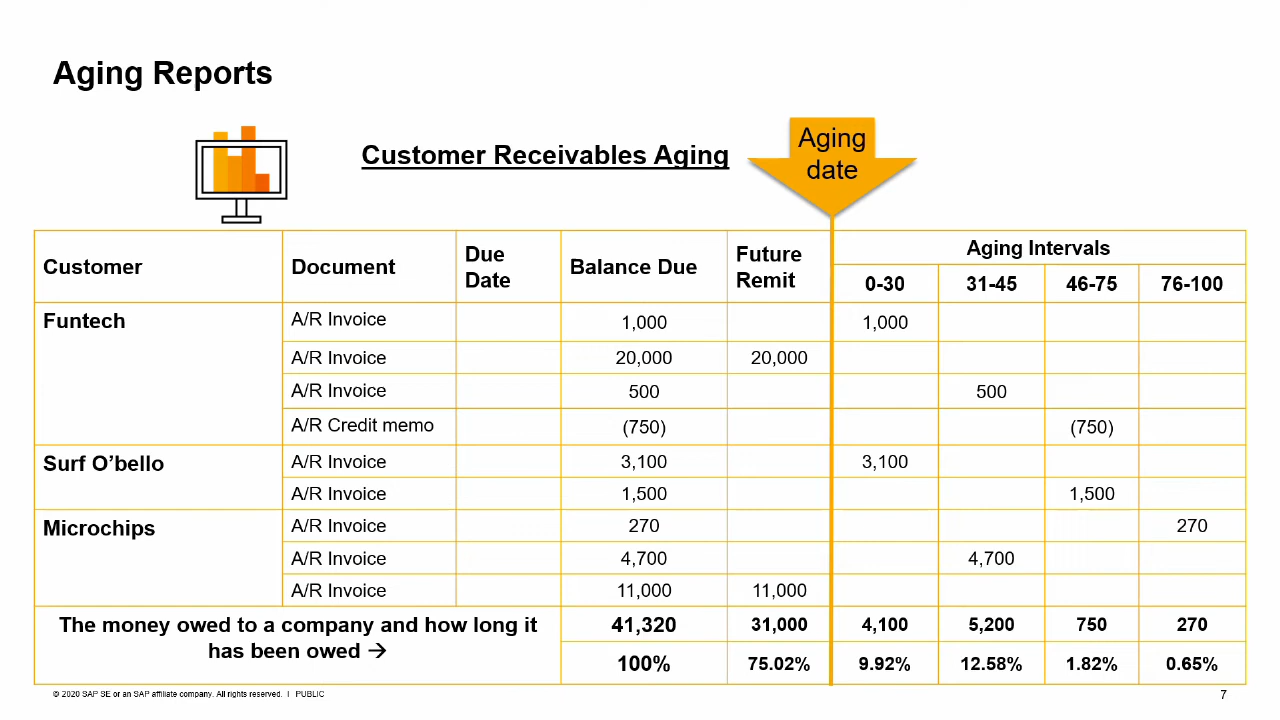 Aging Reports
Customer Receivables Aging
Aging
date
Customer Document Due Date Balance Due Future Remit Aging Intervals
0-30 31-45 46-75 76-100
Funtech A/R Invoice 1,000 1,000
A/R Invoice 20,000 20,000
A/R Invoice 500 500
A/R Credit memo (750) (750)
Surf O’bello A/R Invoice 3,100 3,100
A/R Invoice 1,500 1,500
Microchips A/R Invoice 270 270
A/R Invoice 4,700 4,700
A/R Invoice 11,000 11,000
The money owed to a company and how long it
has been owed →
41,320 31,000 4,100 5,200 750 270
100% 75.02% 9.92% 12.58% 1.82% 0.65%
© 2020 SAP SE or an SAP affiliate company. All rights reserved. I PUBLIC
7